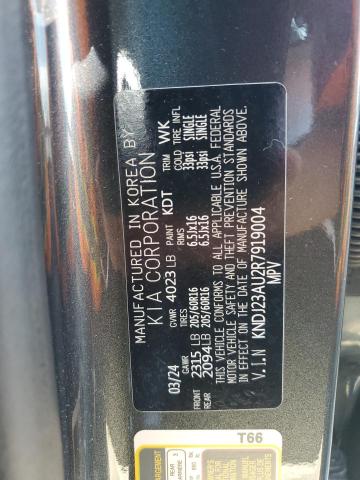 MANUFACTURED IN KOREA BY
KIA CORPORATION
03/24 GVWR 4023 LB PAINT KDT TRIM WK
TIRES RIMS COLD TIRE INFL
FRONT 2315 LB 205/60R16 6.5Jx16 33psi SINGLE
REAR 2094 LB 205/60R16 6.5Jx16 33psi SINGLE
THIS VEHICLE CONFORMS TO ALL APPLICABLE U.S.A. FEDERAL
MOTOR VEHICLE SAFETY AND THEFT PREVENTION STANDARDS
IN EFFECT ON THE DATE OF MANUFACTURE SHOWN ABOVE.
V.I.N KNDJ23AU2R7919004
MPV
T66
REAR